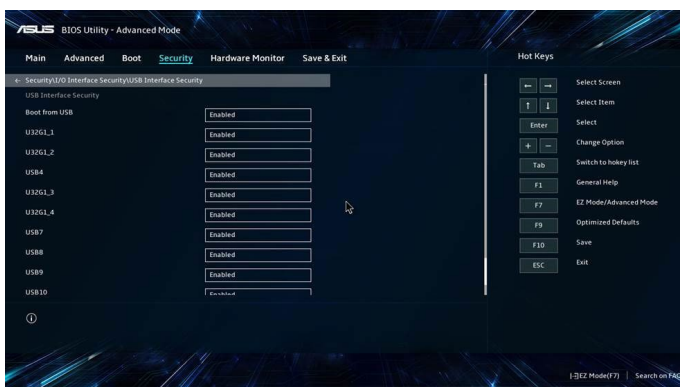 ASUS BIOS Utility - Advanced Mode
Main Advanced Boot Security Hardware Monitor Save & Exit
Hot Keys
← Security\I/O Interface Security\USB Interface Security
USB Interface Security
Boot from USB Enabled
U32G1_1 Enabled
U32G1_2 Enabled
USB4 Enabled
U32G1_3 Enabled
U32G1_4 Enabled
USB7 Enabled
USB8 Enabled
USB9 Enabled
USB10 Enabled
← → Select Screen
↑ ↓ Select Item
Enter Select
+ − Change Option
Tab Switch to hokey list
F1 General Help
F7 EZ Mode/Advanced Mode
F9 Optimized Defaults
F10 Save
ESC Exit
EZ Mode(F7) | Search on FAQ